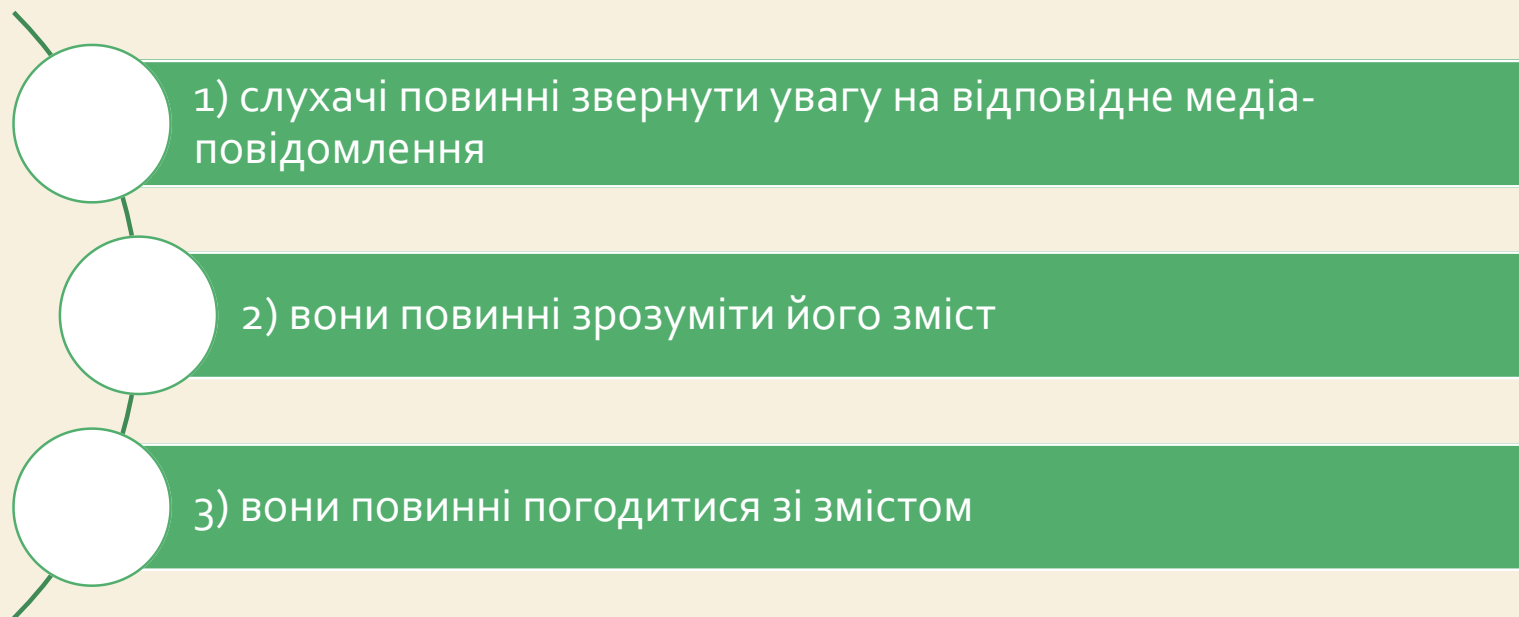 1) слухачі повинні звернути увагу на відповідне медіа-
повідомлення
2) вони повинні зрозуміти його зміст
3) вони повинні погодитися зі змістом